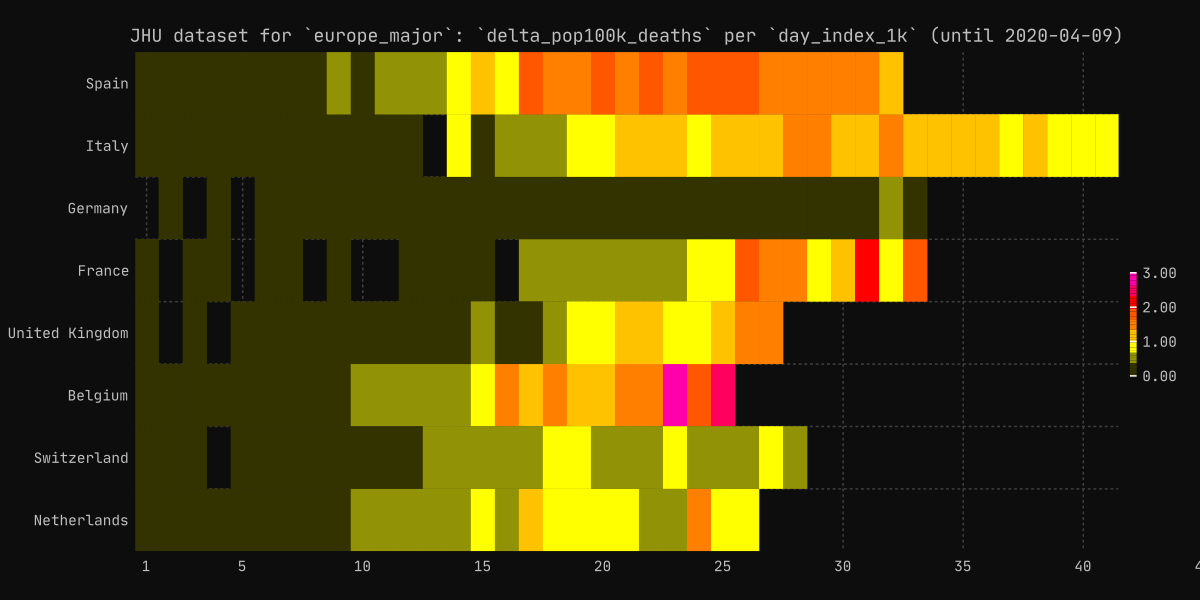 JHU dataset for `europe_major`: `delta_pop100k_deaths` per `day_index_1k` (until 2020-04-09)
Spain
Italy
Germany
France
United Kingdom
Belgium
Switzerland
Netherlands
3.00
2.00
1.00
0.00
1 5 10 15 20 25 30 35 40 4